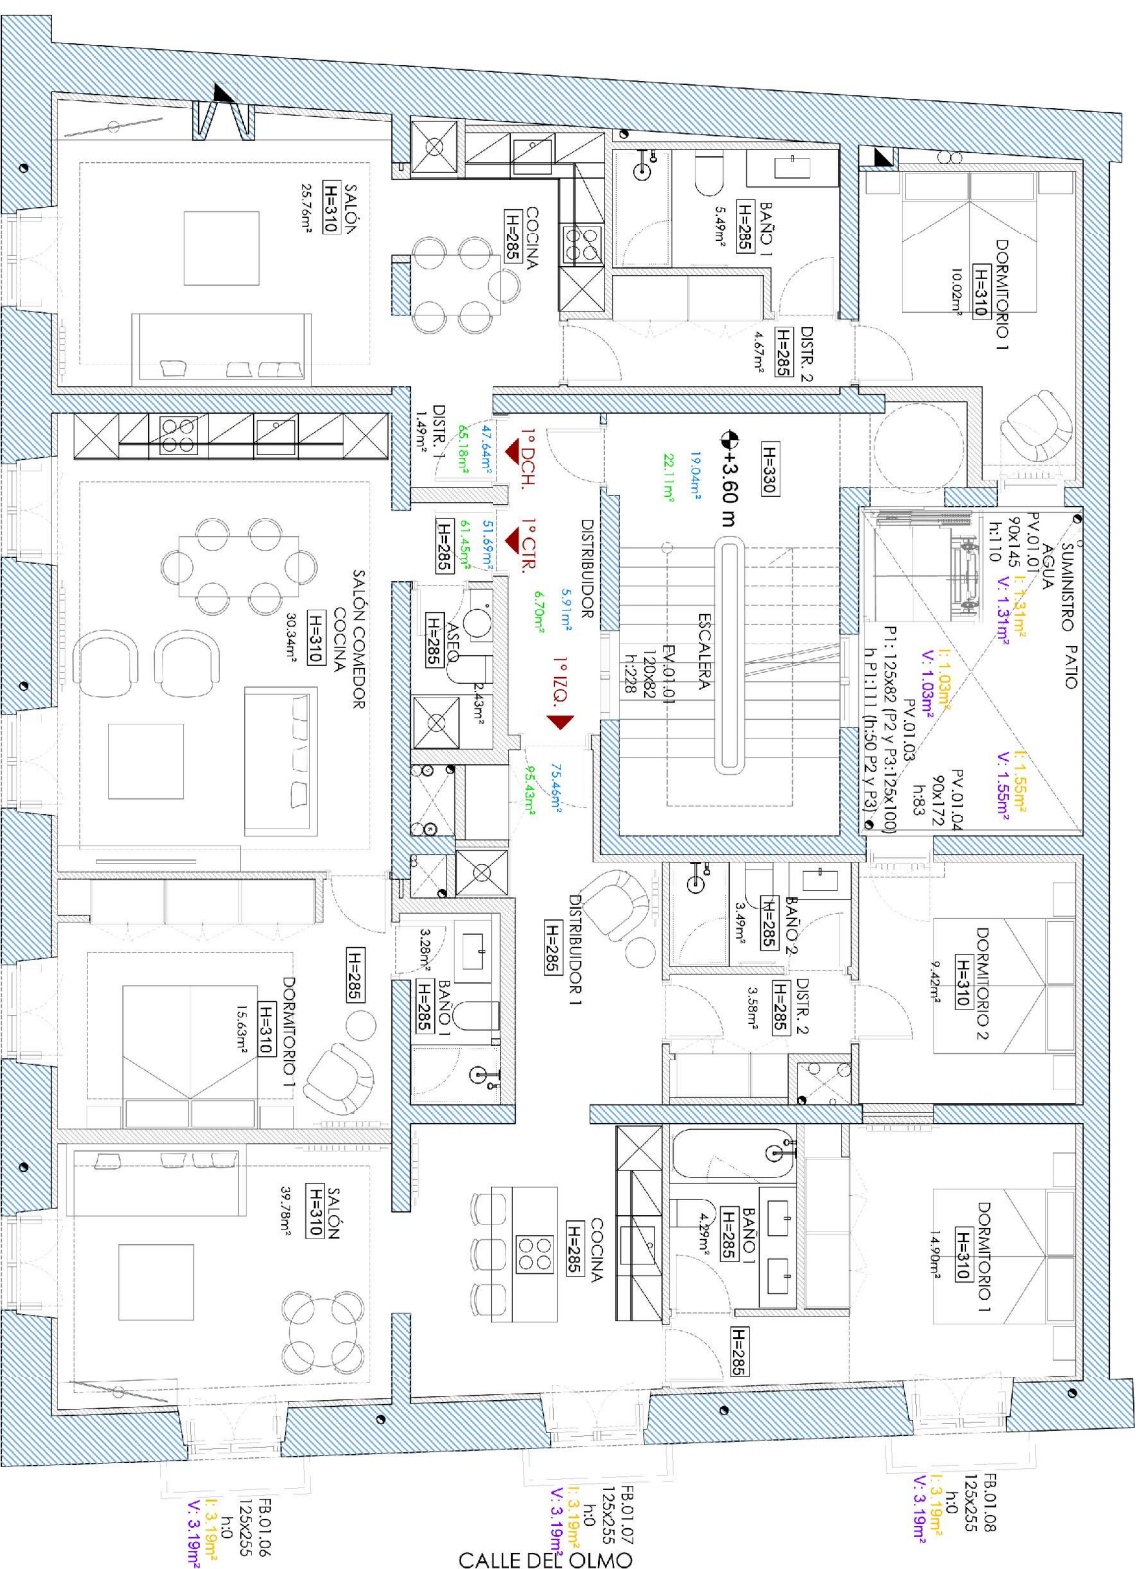 SALÓN
H=310
25.76m²
COCINA
H=285
BAÑO 1
H=285
5.49m²
DISTR. 2
H=285
4.67m²
DORMITORIO 1
H=310
10.02m²
DISTR. 1
1.49m²
47.64m²
65.18m²
1º DCH.
H=330
+3.60 m
19.04m²
22.11m²
SUMINISTRO
AGUA
PATIO
PV.01.01
90x145
h:110
I: 1.31m²
V: 1.31m²
I: 1.03m²
V: 1.03m²
PV.01.03
P1: 125x82 (P2 y P3:125x100)
h P1:111 (h:50 P2 y P3)
I: 1.55m²
V: 1.55m²
PV.01.04
90x172
h:83
ESCALERA
EV.01.01
120x82
h:228
DISTRIBUIDOR
5.91m²
6.70m²
1º CTR.
51.69m²
61.45m²
H=285
ASEO
H=285
2.43m²
1º IZQ.
75.46m²
95.43m²
SALÓN COMEDOR
COCINA
H=310
30.34m²
H=285
DORMITORIO 1
H=310
15.63m²
BAÑO 1
H=285
3.28m²
DISTRIBUIDOR 1
H=285
BAÑO 2
H=285
3.49m²
DISTR. 2
H=285
3.58m²
DORMITORIO 2
H=310
9.42m²
SALÓN
H=310
39.78m²
COCINA
H=285
BAÑO 1
H=285
4.29m²
H=285
DORMITORIO 1
H=310
14.90m²
FB.01.06
125x255
h:0
I: 3.19m²
V: 3.19m²
FB.01.07
125x255
h:0
I: 3.19m²
V: 3.19m²
FB.01.08
125x255
h:0
I: 3.19m²
V: 3.19m²
CALLE DEL OLMO